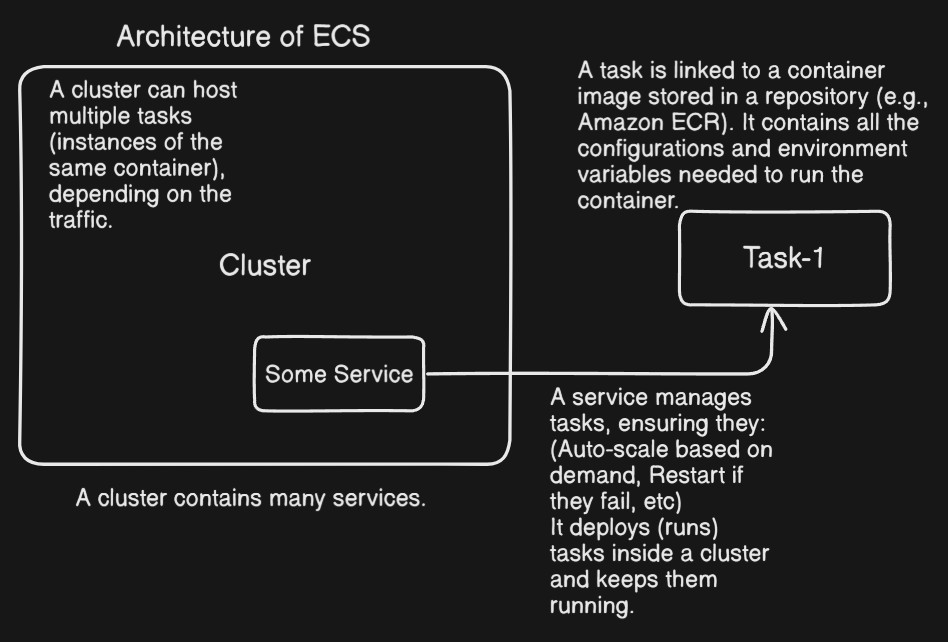 Architecture of ECS
A cluster can host
multiple tasks
(instances of the
same container),
depending on the
traffic.
Cluster
Some Service
A cluster contains many services.
A task is linked to a container
image stored in a repository (e.g.,
Amazon ECR). It contains all the
configurations and environment
variables needed to run the
container.
Task-1
A service manages
tasks, ensuring they:
(Auto-scale based on
demand, Restart if
they fail, etc)
It deploys (runs)
tasks inside a cluster
and keeps them
running.